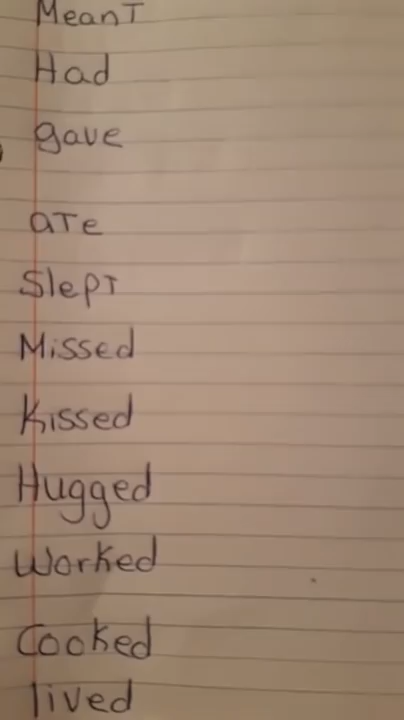 Meant
Had
gave
aTe
Slept
Missed
Kissed
Hugged
Worked
Cooked
lived